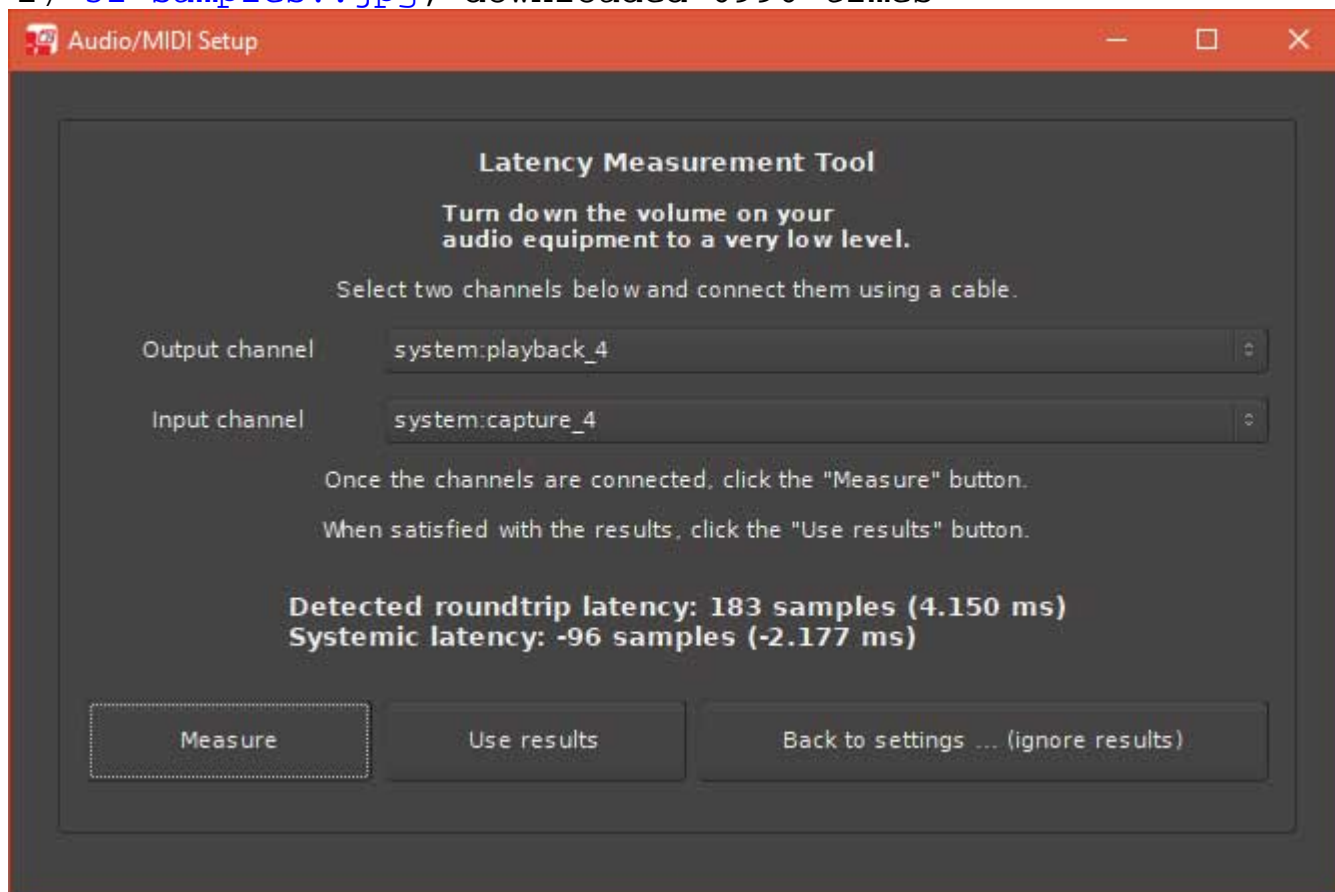 Audio/MIDI Setup
Latency Measurement Tool
Turn down the volume on your
audio equipment to a very low level.
Select two channels below and connect them using a cable.
Output channel system:playback_4
Input channel system:capture_4
Once the channels are connected, click the "Measure" button.
When satisfied with the results, click the "Use results" button.
Detected roundtrip latency: 183 samples (4.150 ms)
Systemic latency: -96 samples (-2.177 ms)
Measure Use results Back to settings ... (ignore results)